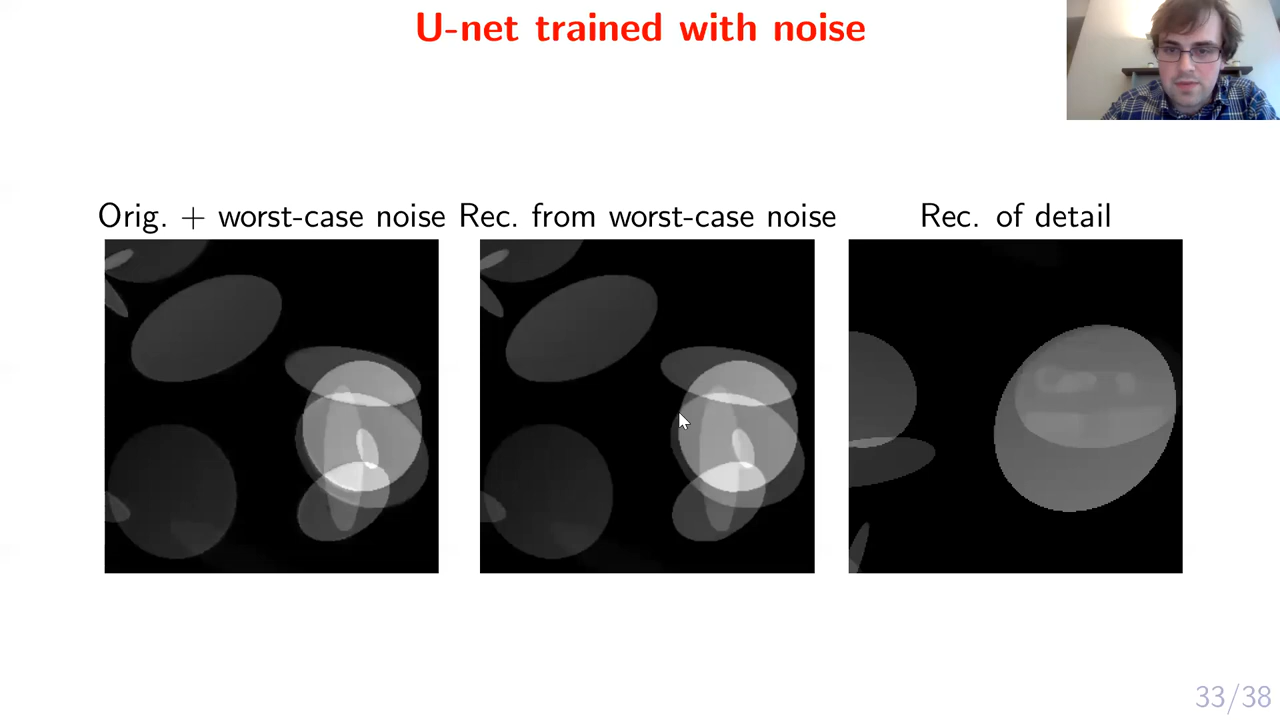 U-net trained with noise
Orig. + worst-case noise Rec. from worst-case noise Rec. of detail
33/38